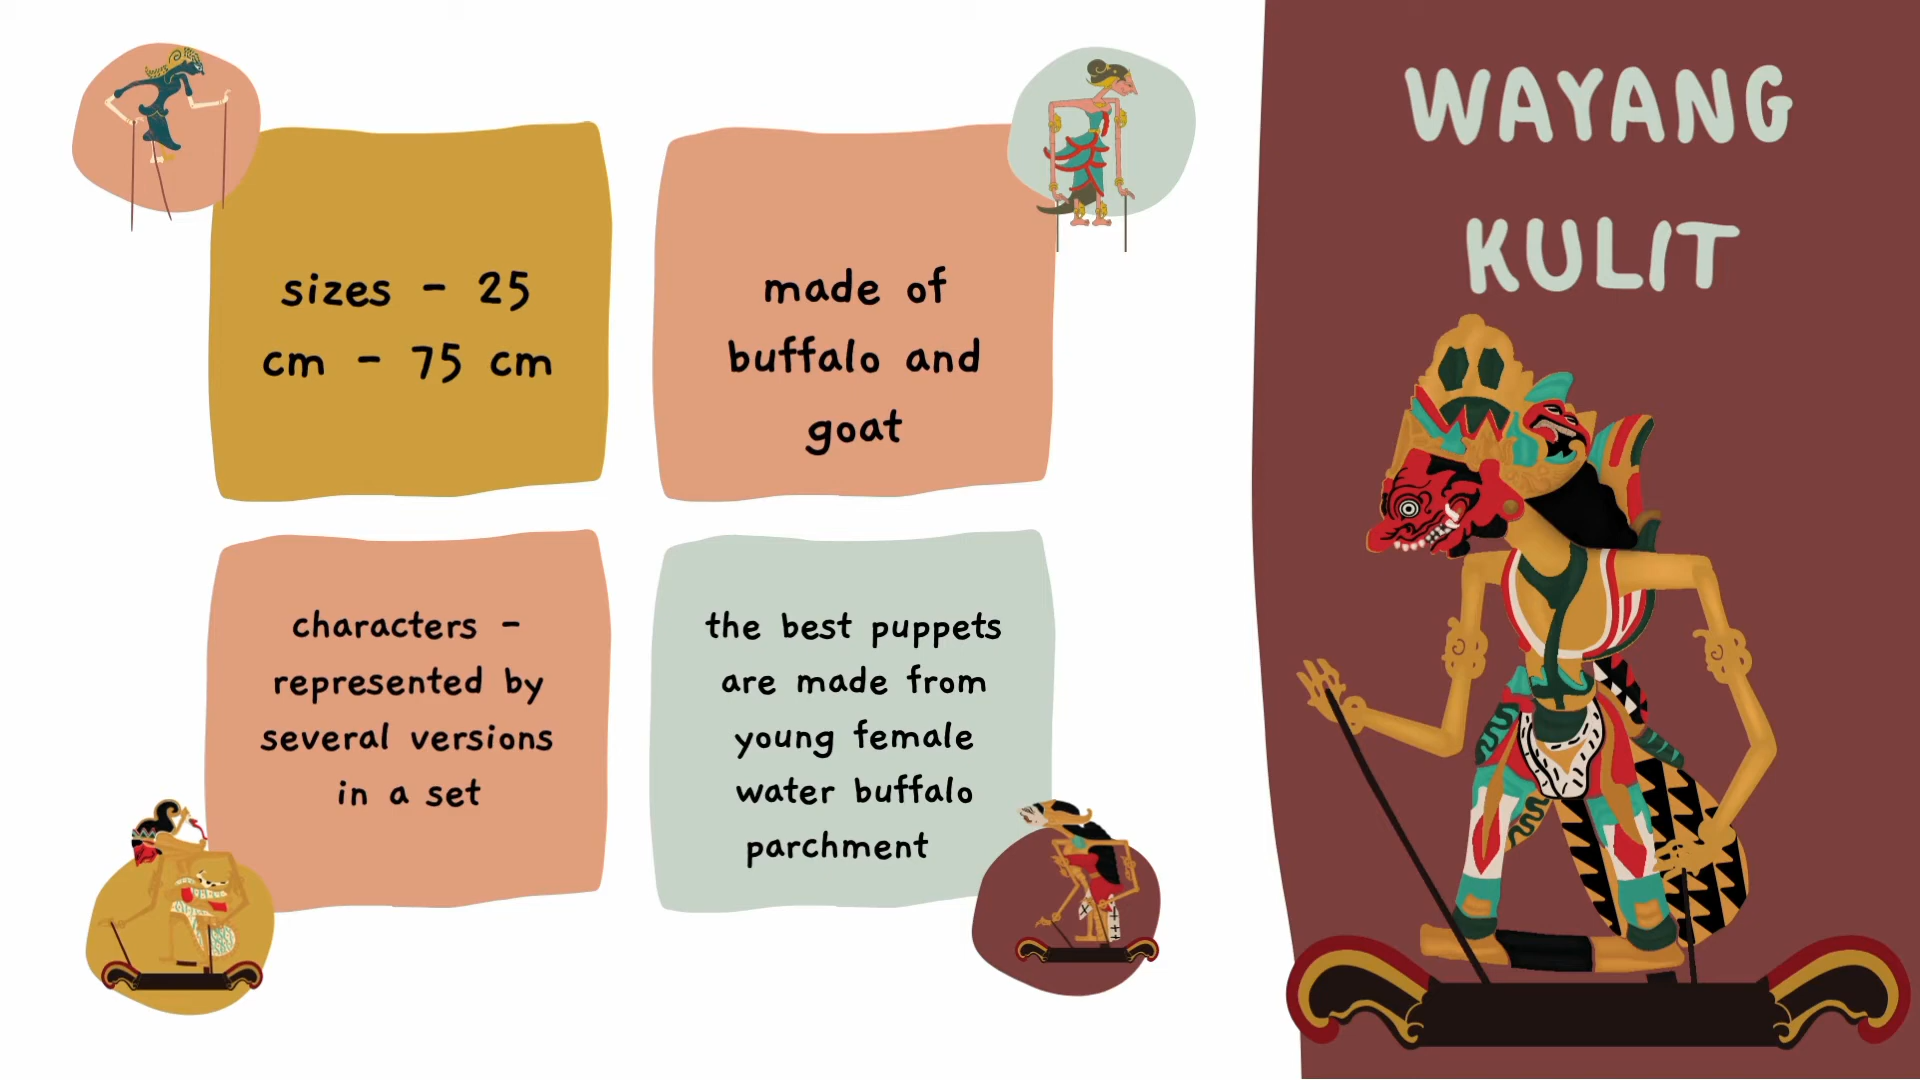 WAYANG
KULIT
sizes - 25
cm - 75 cm
made of
buffalo and
goat
characters -
represented by
several versions
in a set
the best puppets
are made from
young female
water buffalo
parchment